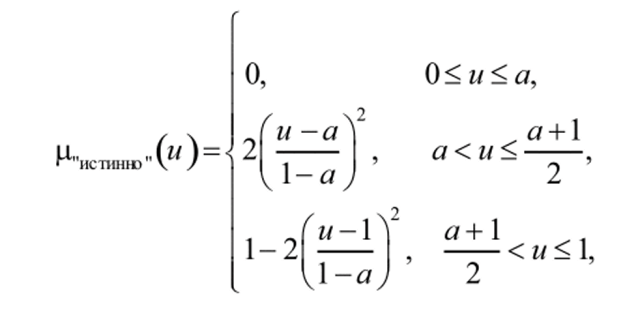 0, 0 ≤ u ≤ a,
μ"истинно"(u) = { 2((u − a)/(1 − a))², a < u ≤ (a + 1)/2,
1 − 2((u − 1)/(1 − a))², (a + 1)/2 < u ≤ 1,